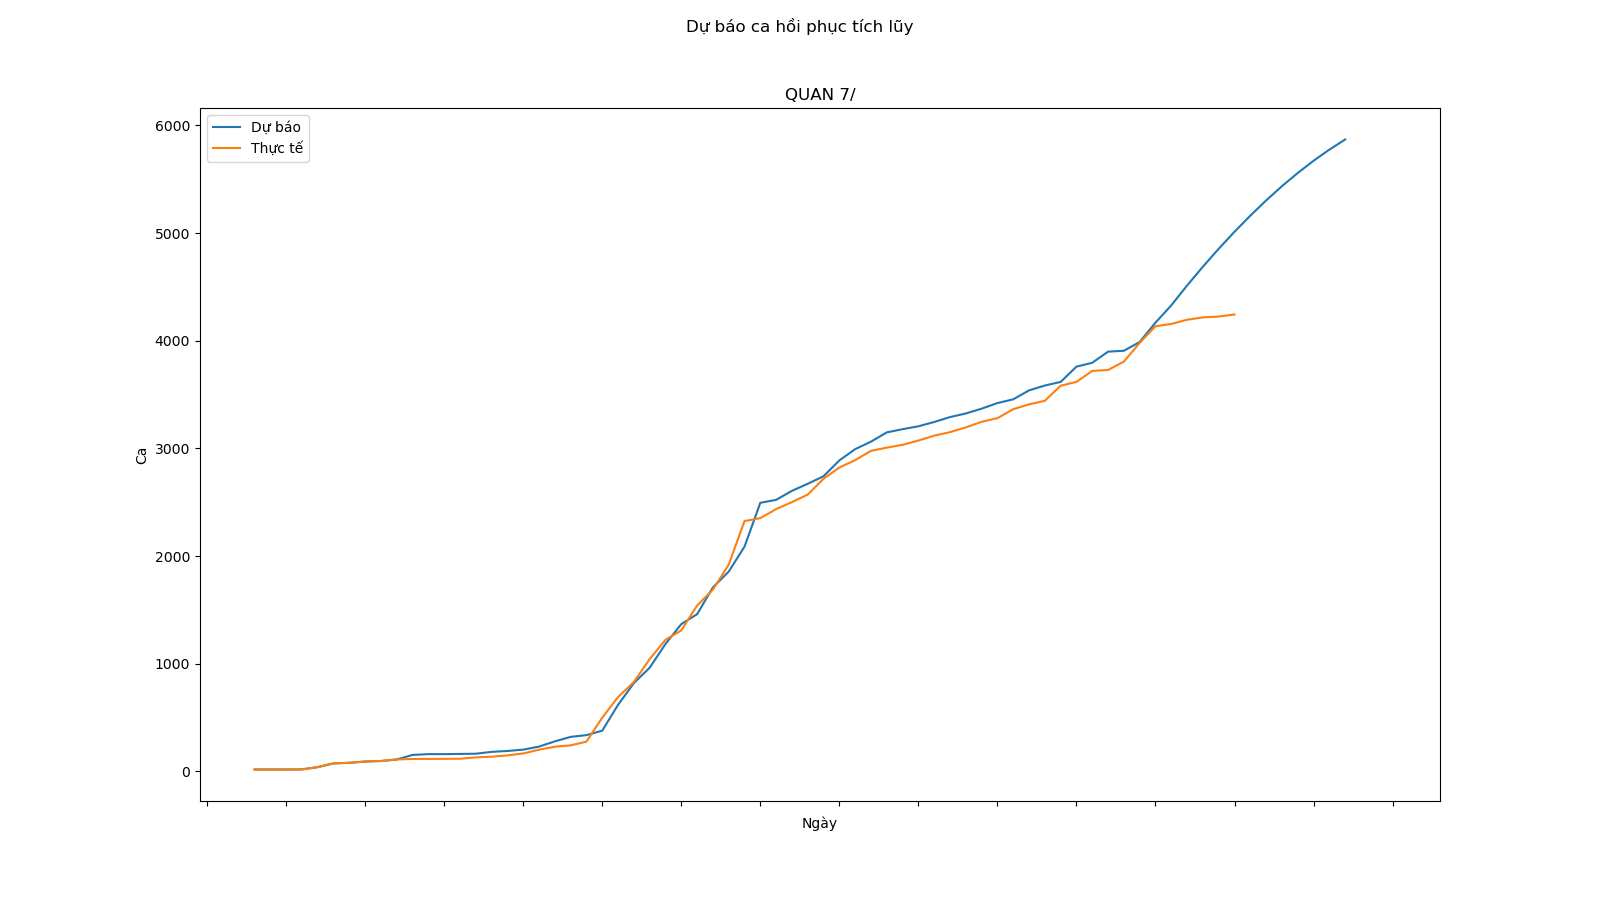 Dự báo ca hồi phục tích lũy
QUAN 7/
Dự báo
Thực tế
6000
5000
4000
3000
2000
1000
0
Ca
Ngày